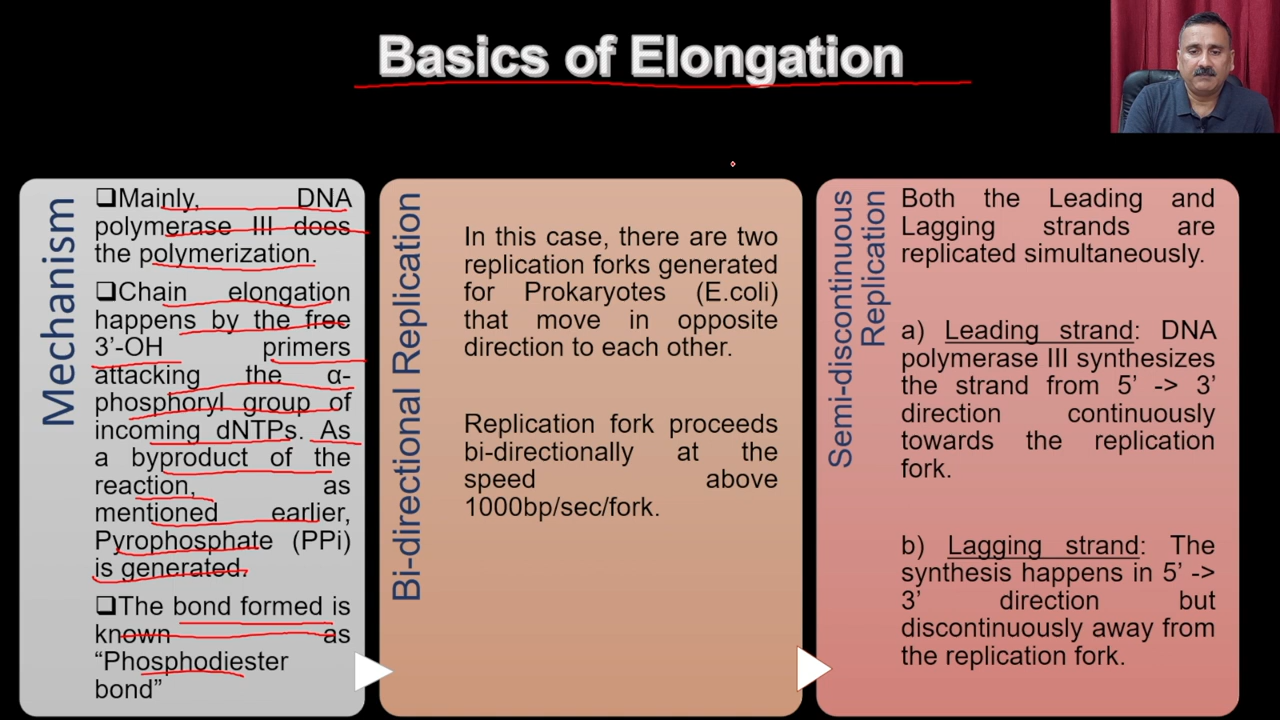 Basics of Elongation
Mechanism
❑Mainly, DNA
polymerase III does
the polymerization.
❑Chain elongation
happens by the free
3’-OH primers
attacking the α-
phosphoryl group of
incoming dNTPs. As
a byproduct of the
reaction, as
mentioned earlier,
Pyrophosphate (PPi)
is generated.
❑The bond formed is
known as
“Phosphodiester
bond”
Bi-directional Replication
In this case, there are two
replication forks generated
for Prokaryotes (E.coli)
that move in opposite
direction to each other.
Replication fork proceeds
bi-directionally at the
speed above
1000bp/sec/fork.
Semi-discontinuous
Replication
Both the Leading and
Lagging strands are
replicated simultaneously.
a) Leading strand: DNA
polymerase III synthesizes
the strand from 5’ -> 3’
direction continuously
towards the replication
fork.
b) Lagging strand: The
synthesis happens in 5’ ->
3’ direction but
discontinuously away from
the replication fork.